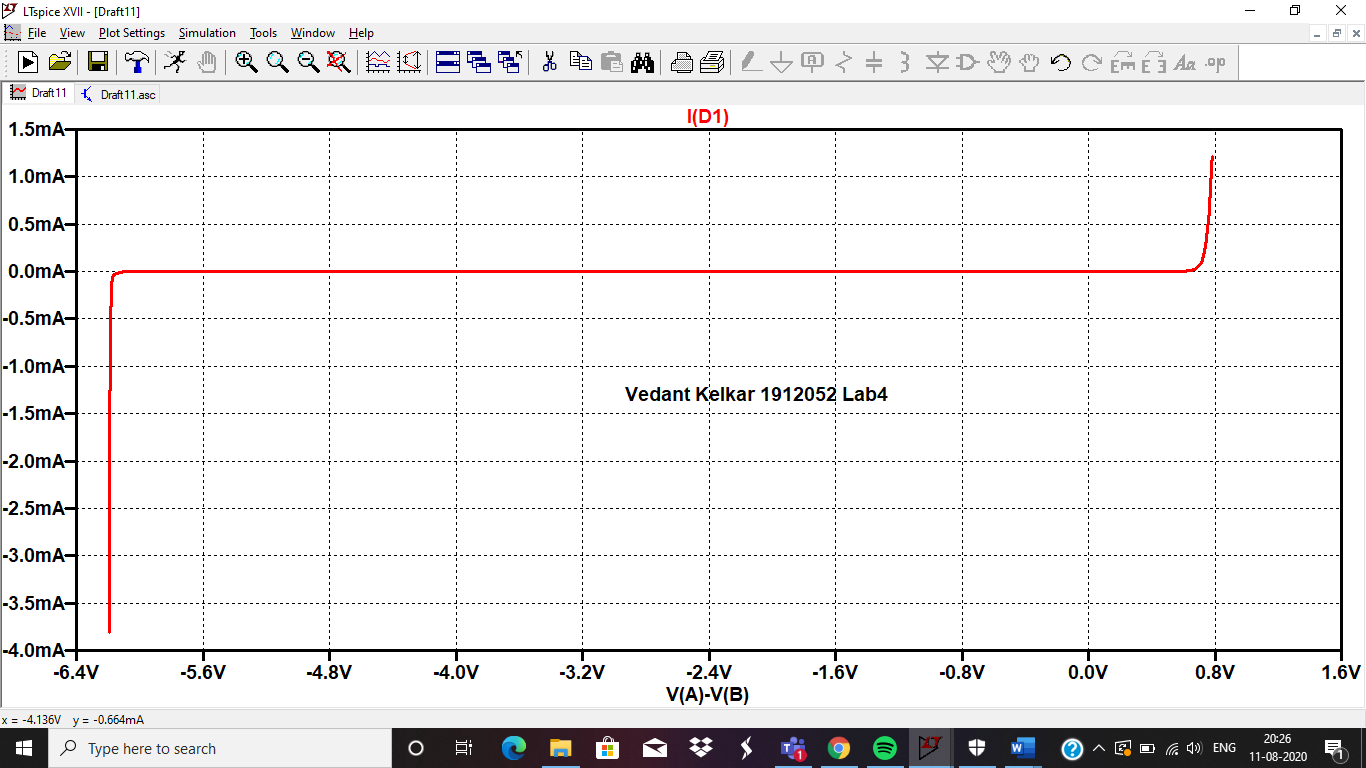 LTspice XVII - [Draft11]
File View Plot Settings Simulation Tools Window Help
.op
Draft11 Draft11.asc
I(D1)
1.5mA
1.0mA
0.5mA
0.0mA
-0.5mA
-1.0mA
Vedant Kelkar 1912052 Lab4
-1.5mA
-2.0mA
-2.5mA
-3.0mA
-3.5mA
-4.0mA
-6.4V -5.6V -4.8V -4.0V -3.2V -2.4V -1.6V -0.8V 0.0V 0.8V 1.6V
V(A)-V(B)
x = -4.136V y = -0.664mA
Type here to search
ENG
20:26
11-08-2020